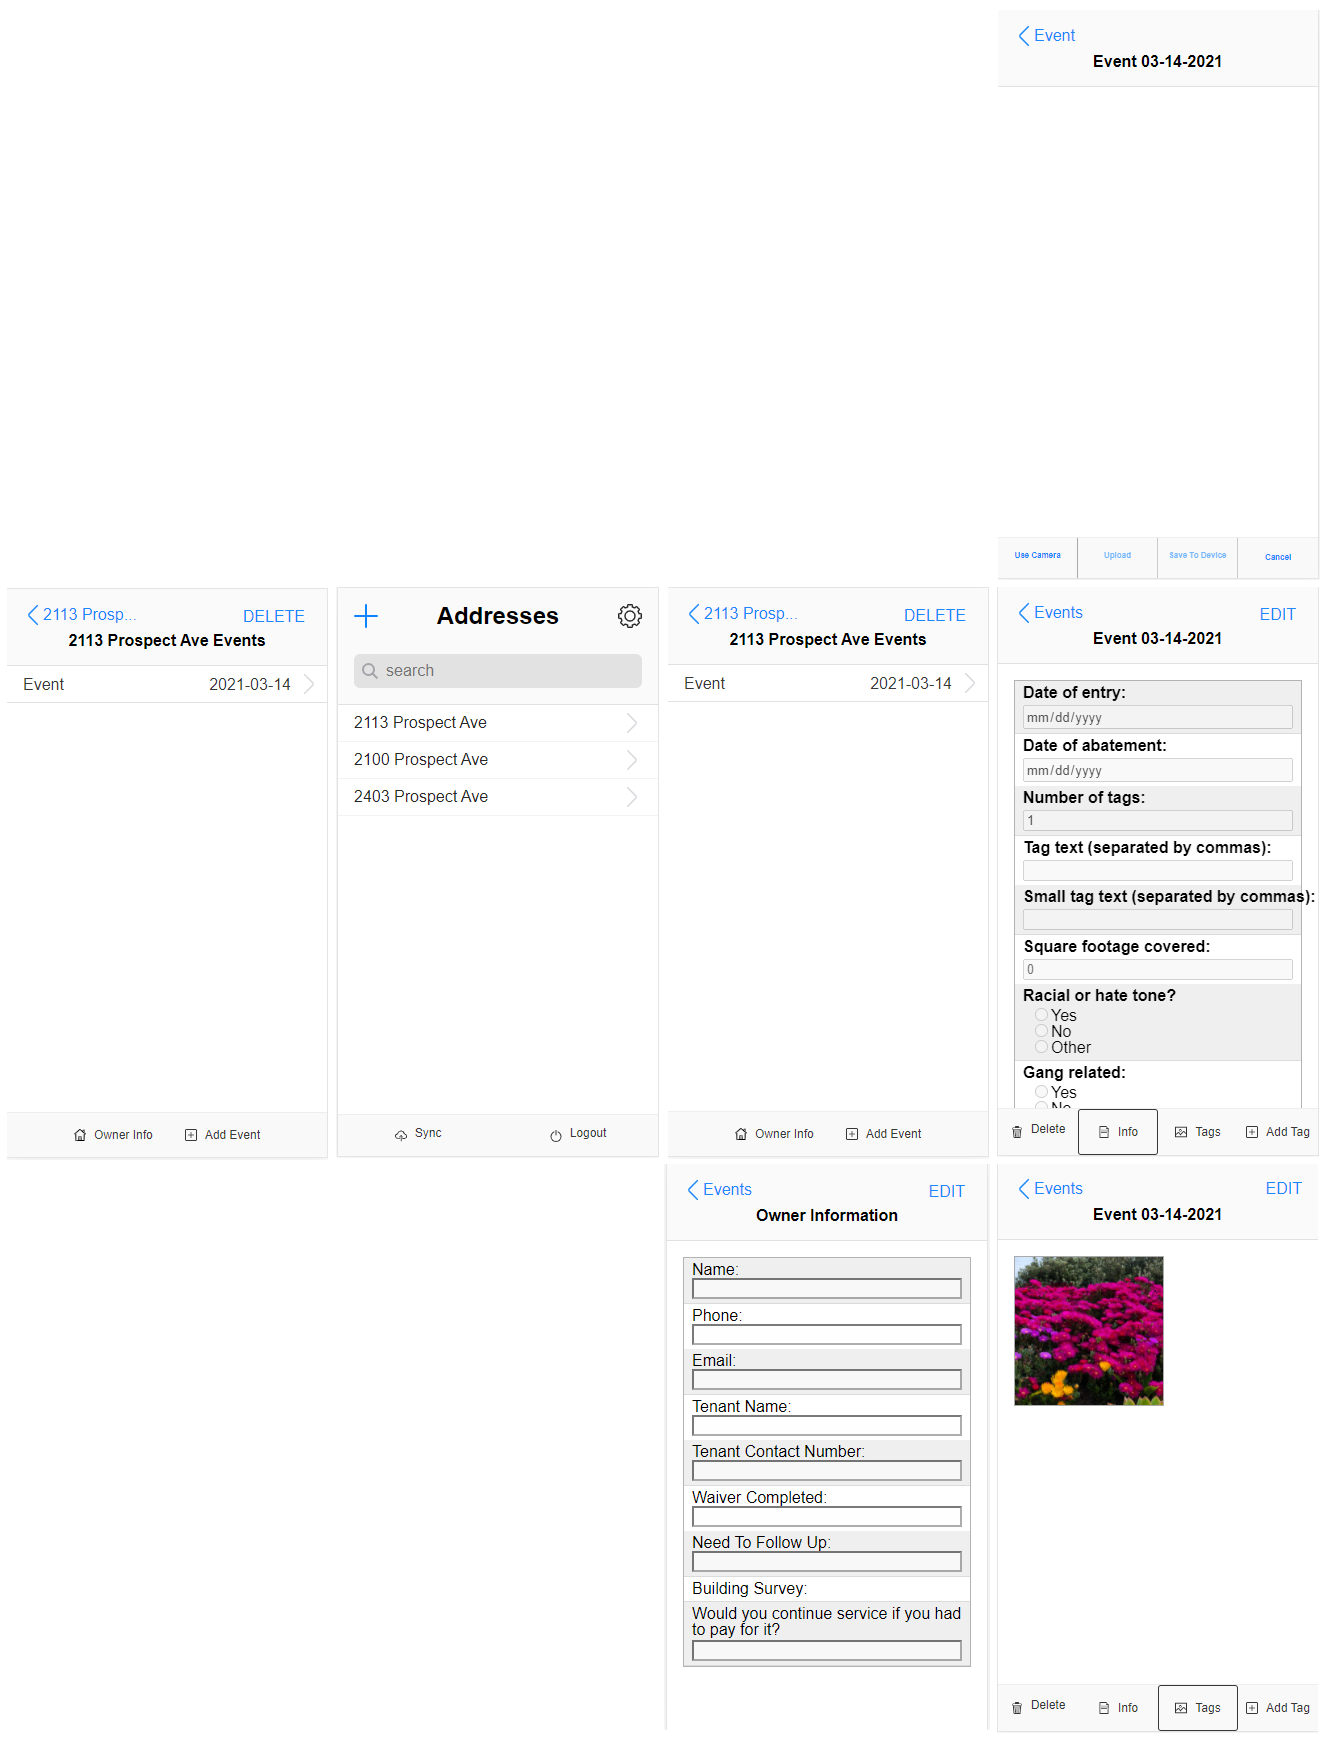 Event
Event 03-14-2021
Use Camera
Upload
Save To Device
Cancel
2113 Prosp...
DELETE
2113 Prospect Ave Events
Event
2021-03-14
Owner Info
Add Event
Addresses
search
2113 Prospect Ave
2100 Prospect Ave
2403 Prospect Ave
Sync
Logout
2113 Prosp...
DELETE
2113 Prospect Ave Events
Event
2021-03-14
Owner Info
Add Event
Events
EDIT
Event 03-14-2021
Date of entry:
mm/dd/yyyy
Date of abatement:
mm/dd/yyyy
Number of tags:
1
Tag text (separated by commas):
Small tag text (separated by commas):
Square footage covered:
0
Racial or hate tone?
Yes
No
Other
Gang related:
Yes
No
Delete
Info
Tags
Add Tag
Events
EDIT
Owner Information
Name:
Phone:
Email:
Tenant Name:
Tenant Contact Number:
Waiver Completed:
Need To Follow Up:
Building Survey:
Would you continue service if you had
to pay for it?
Events
EDIT
Event 03-14-2021
Delete
Info
Tags
Add Tag